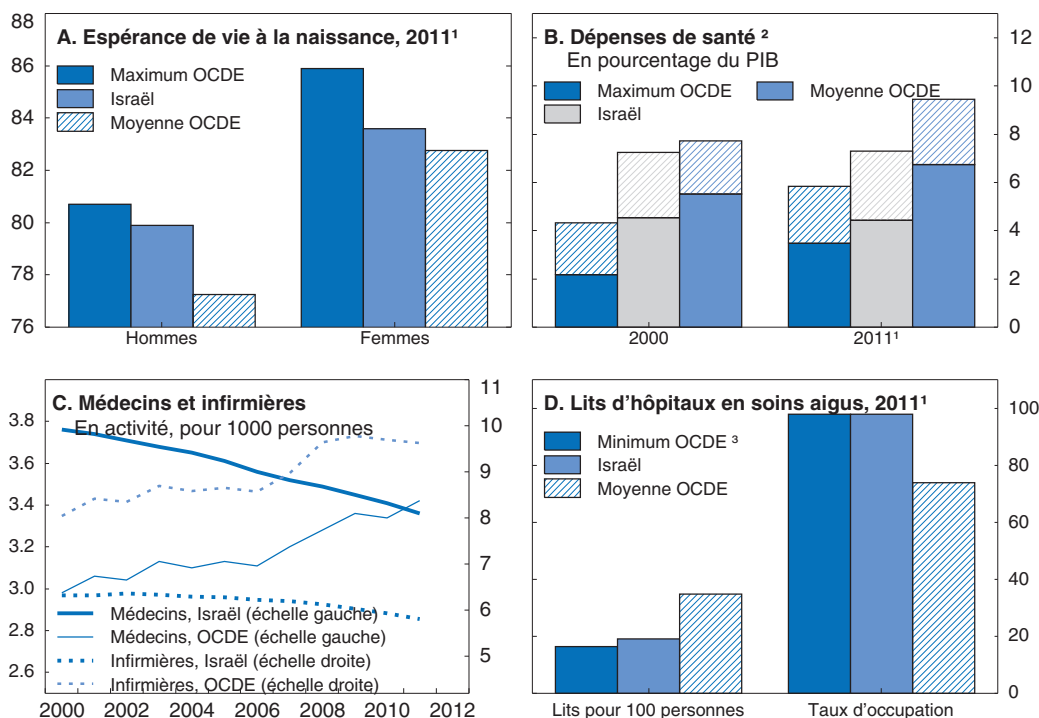 A. Espérance de vie à la naissance, 2011¹
Maximum OCDE
Israël
Moyenne OCDE
88
86
84
82
80
78
76
Hommes
Femmes
B. Dépenses de santé ²
En pourcentage du PIB
Maximum OCDE
Moyenne OCDE
Israël
12
10
8
6
4
2
0
2000
2011¹
C. Médecins et infirmières
En activité, pour 1000 personnes
3.8
3.6
3.4
3.2
3.0
2.8
2.6
11
10
9
8
7
6
5
Médecins, Israël (échelle gauche)
Médecins, OCDE (échelle gauche)
Infirmières, Israël (échelle droite)
Infirmières, OCDE (échelle droite)
2000
2002
2004
2006
2008
2010
2012
D. Lits d’hôpitaux en soins aigus, 2011¹
Minimum OCDE ³
Israël
Moyenne OCDE
100
80
60
40
20
0
Lits pour 100 personnes
Taux d’occupation